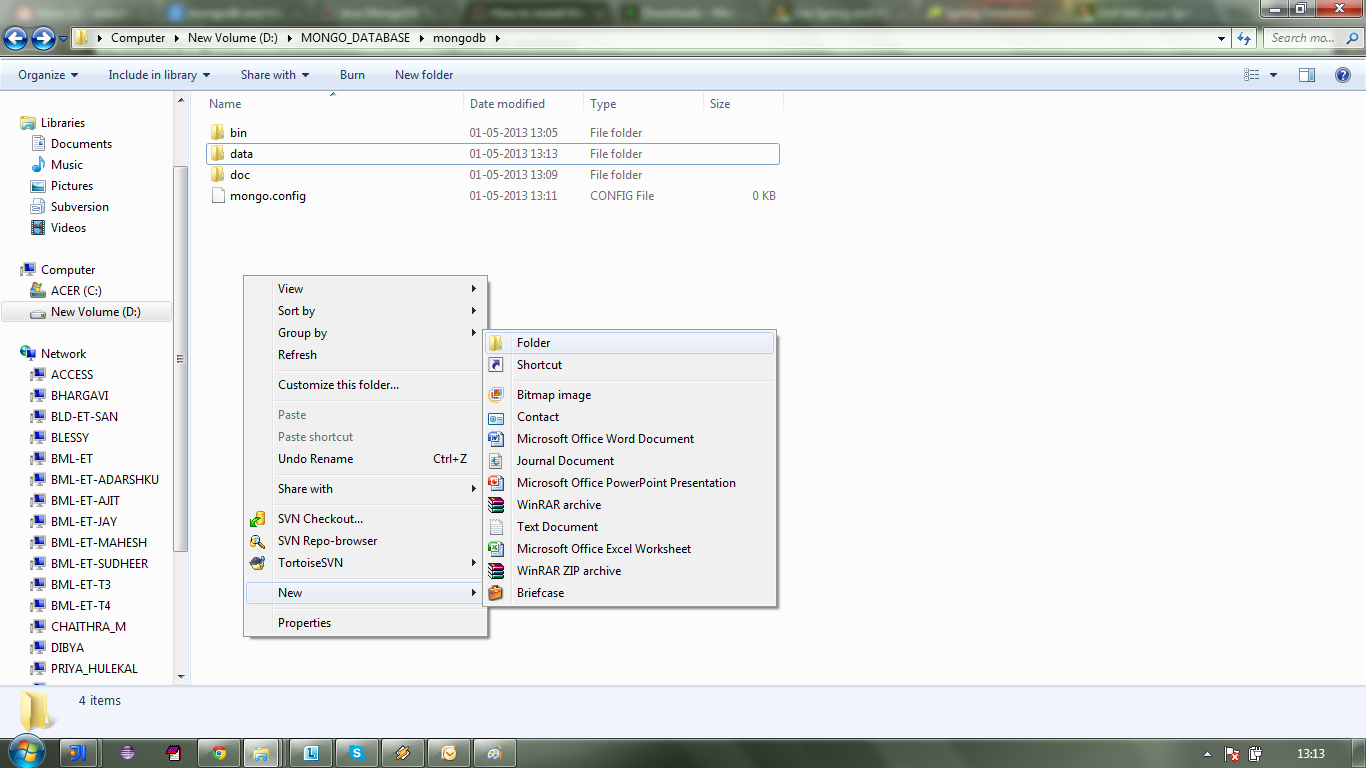 Computer ▸ New Volume (D:) ▸ MONGO_DATABASE ▸ mongodb ▸
Search mo...
Organize Include in library Share with Burn New folder
Name Date modified Type Size
bin 01-05-2013 13:05 File folder
data 01-05-2013 13:13 File folder
doc 01-05-2013 13:09 File folder
mongo.config 01-05-2013 13:11 CONFIG File 0 KB
Libraries
Documents
Music
Pictures
Subversion
Videos
Computer
ACER (C:)
New Volume (D:)
Network
ACCESS
BHARGAVI
BLD-ET-SAN
BLESSY
BML-ET
BML-ET-ADARSHKU
BML-ET-AJIT
BML-ET-JAY
BML-ET-MAHESH
BML-ET-SUDHEER
BML-ET-T3
BML-ET-T4
CHAITHRA_M
DIBYA
PRIYA_HULEKAL
View
Sort by
Group by
Refresh
Customize this folder...
Paste
Paste shortcut
Undo Rename Ctrl+Z
Share with
SVN Checkout...
SVN Repo-browser
TortoiseSVN
New
Properties
Folder
Shortcut
Bitmap image
Contact
Microsoft Office Word Document
Journal Document
Microsoft Office PowerPoint Presentation
WinRAR archive
Text Document
Microsoft Office Excel Worksheet
WinRAR ZIP archive
Briefcase
4 items
13:13